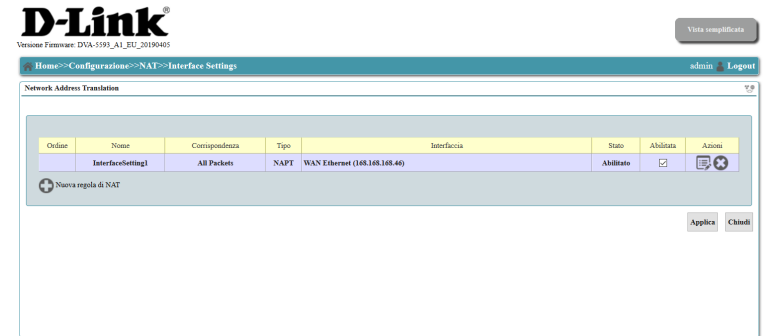 D-Link®
Vista semplificata
Versione Firmware: DVA-5593_A1_EU_20190405
Home>>Configurazione>>NAT>>Interface Settings
admin Logout
Network Address Translation
Ordine Nome Corrispondenza Tipo Interfaccia Stato Abilitata Azioni
InterfaceSetting1 All Packets NAPT WAN Ethernet (168.168.168.46) Abilitato
Nuova regola di NAT
Applica Chiudi